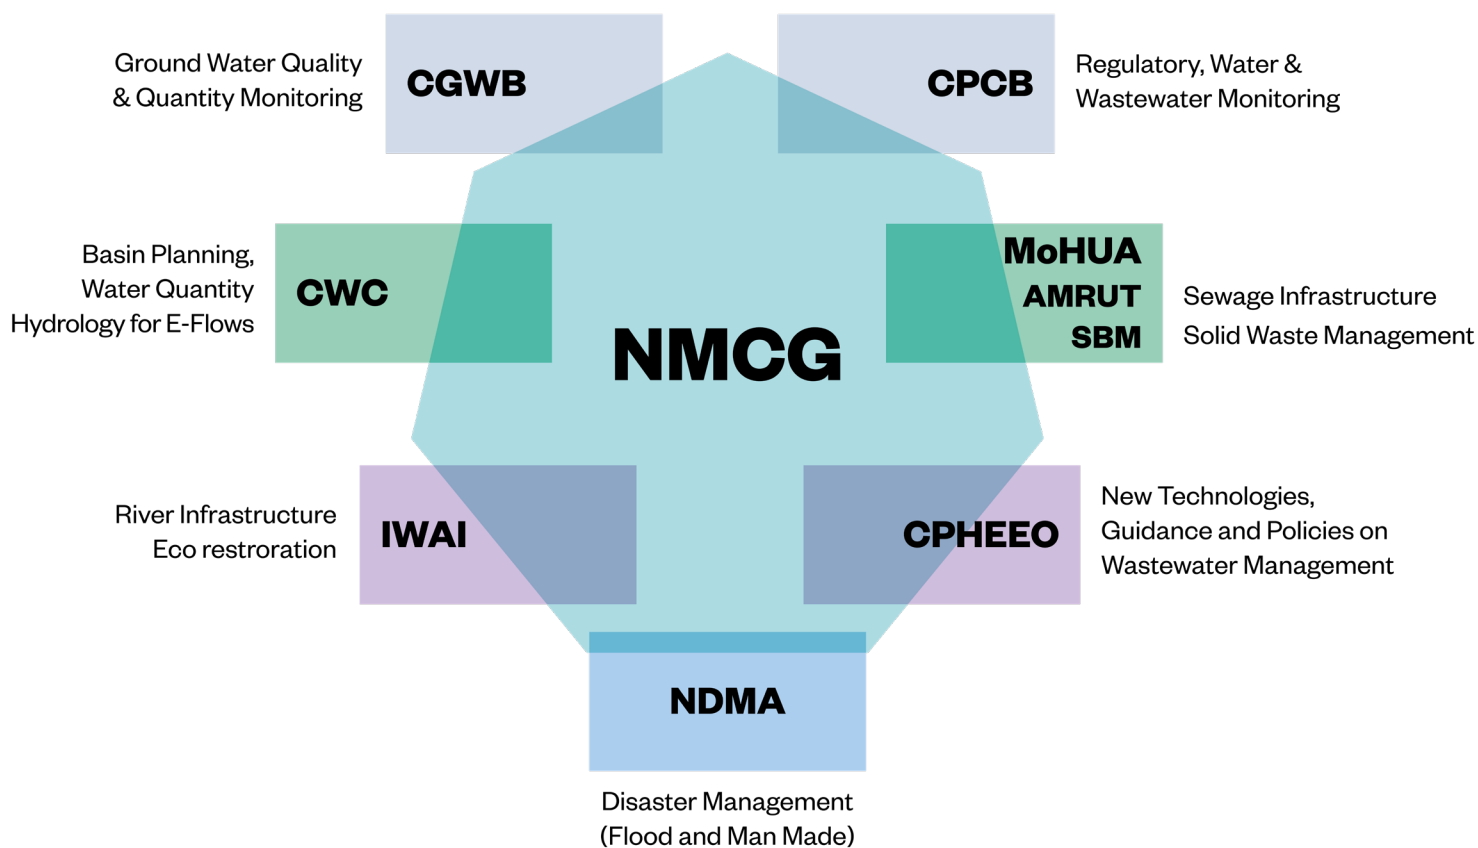 Ground Water Quality
& Quantity Monitoring
CGWB
CPCB
Regulatory, Water &
Wastewater Monitoring
Basin Planning,
Water Quantity
Hydrology for E-Flows
CWC
NMCG
MoHUA
AMRUT
SBM
Sewage Infrastructure
Solid Waste Management
River Infrastructure
Eco restroration
IWAI
CPHEEO
New Technologies,
Guidance and Policies on
Wastewater Management
NDMA
Disaster Management
(Flood and Man Made)